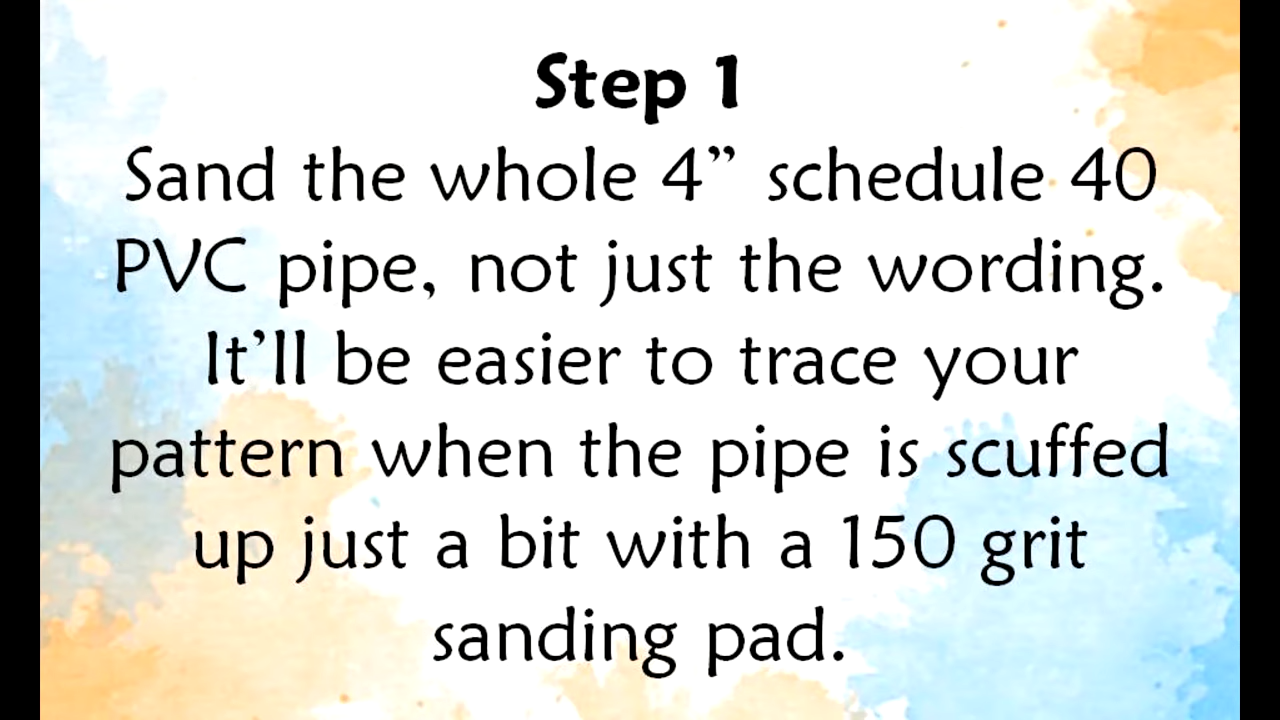 Step 1
Sand the whole 4” schedule 40
PVC pipe, not just the wording.
It’ll be easier to trace your
pattern when the pipe is scuffed
up just a bit with a 150 grit
sanding pad.